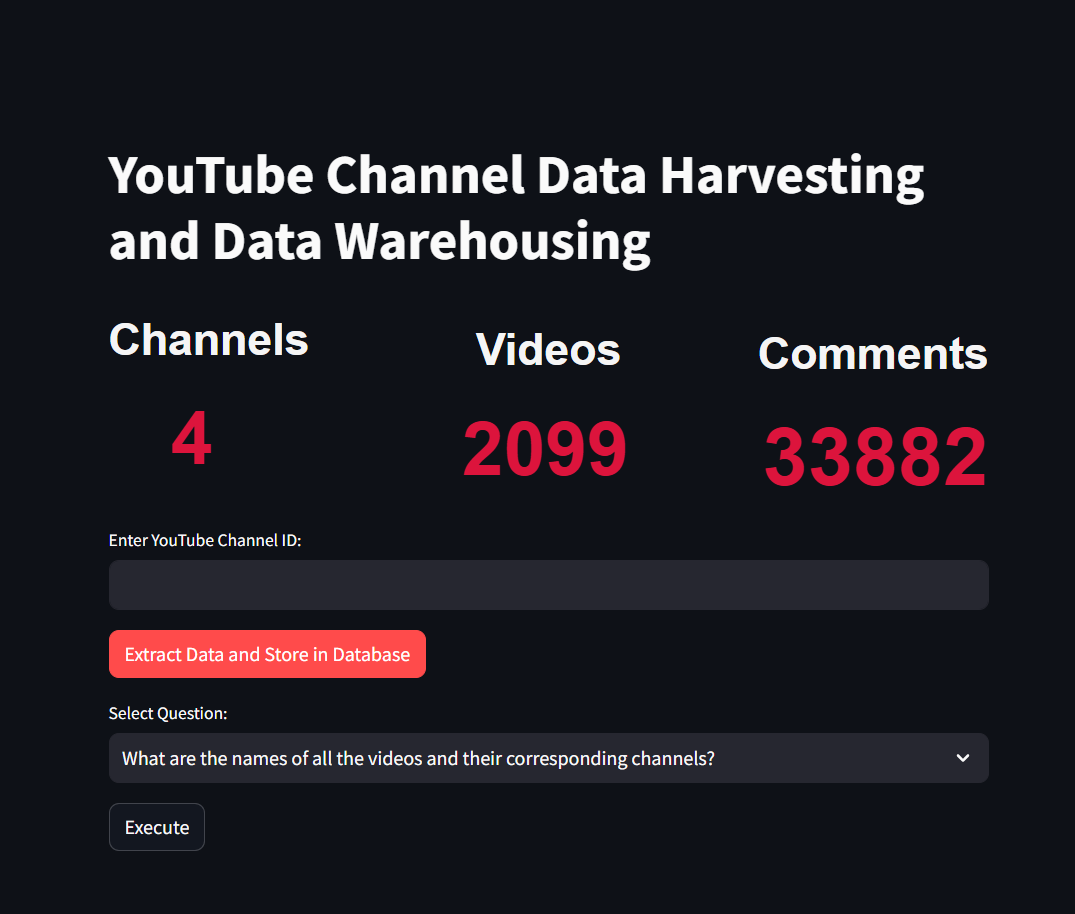 YouTube Channel Data Harvesting
and Data Warehousing
Channels
Videos
Comments
4
2099
33882
Enter YouTube Channel ID:
Extract Data and Store in Database
Select Question:
What are the names of all the videos and their corresponding channels?
Execute